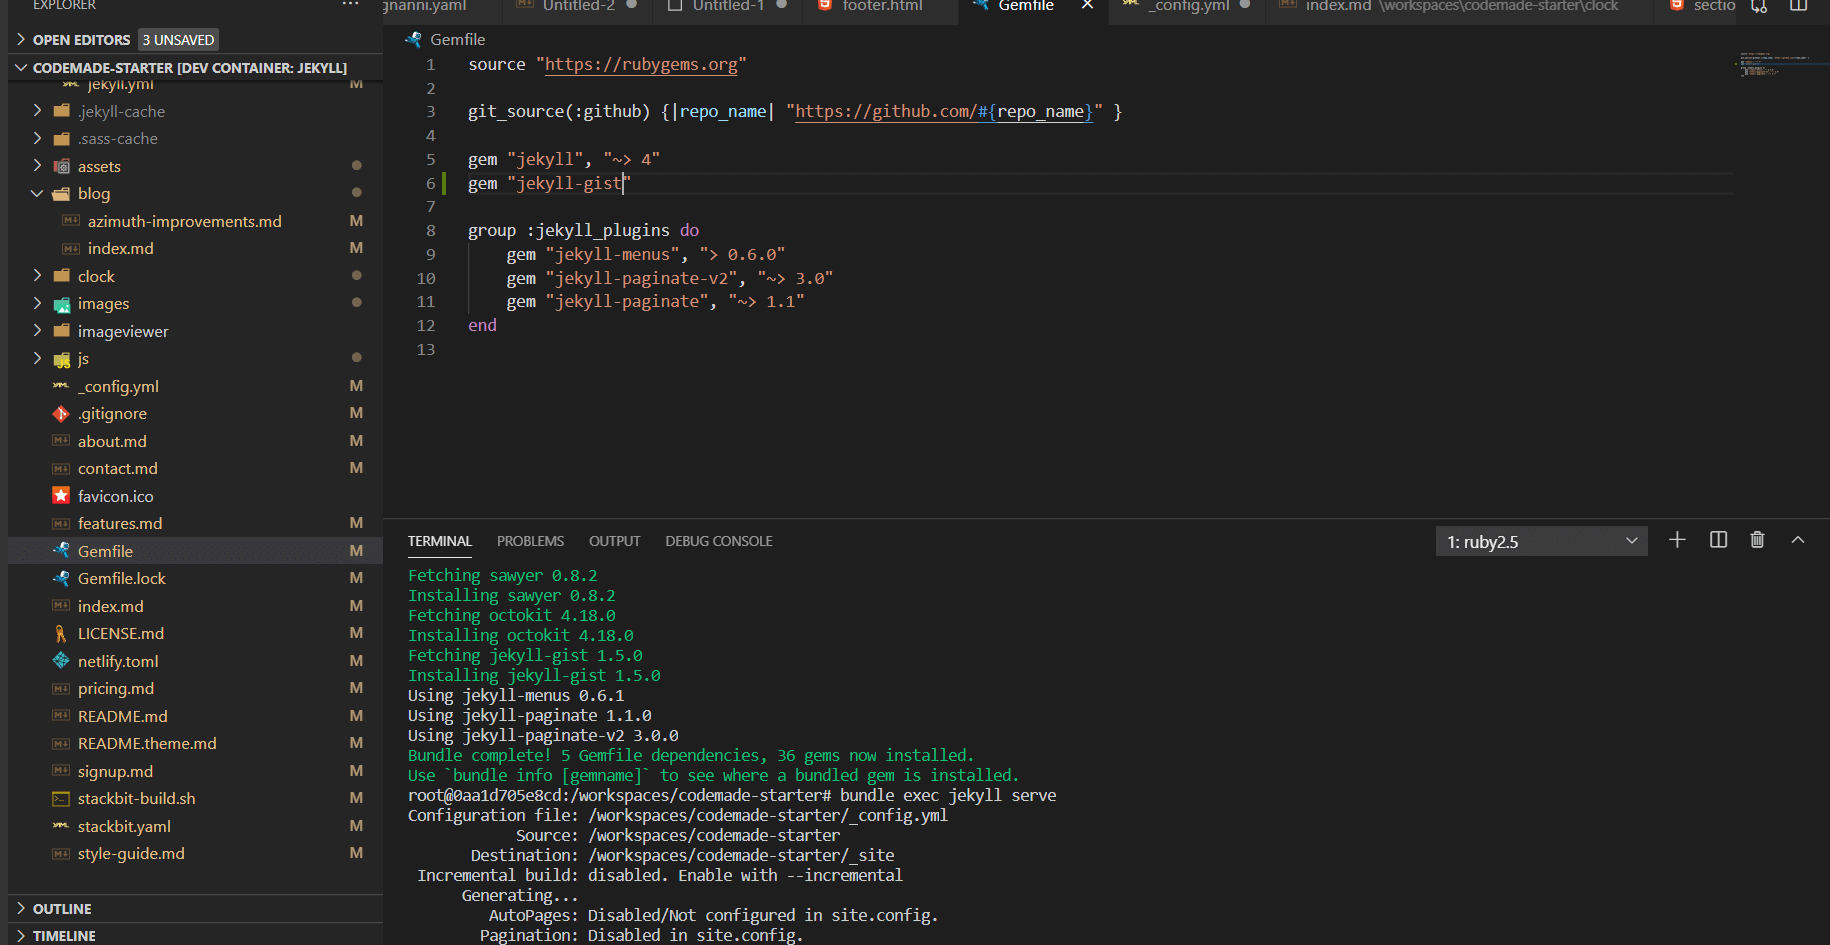 EXPLORER ...
gnanni.yaml
Untitled-2
Untitled-1
footer.html
Gemfile
_config.yml
index.md \workspaces\codemade-starter\clock
sectio
OPEN EDITORS 3 UNSAVED
CODEMADE-STARTER [DEV CONTAINER: JEKYLL]
jekyll.yml M
.jekyll-cache
.sass-cache
assets
blog
azimuth-improvements.md M
index.md M
clock
images
imageviewer
js
_config.yml M
.gitignore M
about.md M
contact.md M
favicon.ico
features.md M
Gemfile M
Gemfile.lock M
index.md M
LICENSE.md M
netlify.toml M
pricing.md M
README.md M
README.theme.md M
signup.md M
stackbit-build.sh M
stackbit.yaml M
style-guide.md M
OUTLINE
TIMELINE
Gemfile
1 source "https://rubygems.org"
2
3 git_source(:github) {|repo_name| "https://github.com/#{repo_name}" }
4
5 gem "jekyll", "~> 4"
6 gem "jekyll-gist"
7
8 group :jekyll_plugins do
9 gem "jekyll-menus", "> 0.6.0"
10 gem "jekyll-paginate-v2", "~> 3.0"
11 gem "jekyll-paginate", "~> 1.1"
12 end
13
TERMINAL PROBLEMS OUTPUT DEBUG CONSOLE
1: ruby2.5
Fetching sawyer 0.8.2
Installing sawyer 0.8.2
Fetching octokit 4.18.0
Installing octokit 4.18.0
Fetching jekyll-gist 1.5.0
Installing jekyll-gist 1.5.0
Using jekyll-menus 0.6.1
Using jekyll-paginate 1.1.0
Using jekyll-paginate-v2 3.0.0
Bundle complete! 5 Gemfile dependencies, 36 gems now installed.
Use `bundle info [gemname]` to see where a bundled gem is installed.
root@0aa1d705e8cd:/workspaces/codemade-starter# bundle exec jekyll serve
Configuration file: /workspaces/codemade-starter/_config.yml
Source: /workspaces/codemade-starter
Destination: /workspaces/codemade-starter/_site
Incremental build: disabled. Enable with --incremental
Generating...
AutoPages: Disabled/Not configured in site.config.
Pagination: Disabled in site.config.